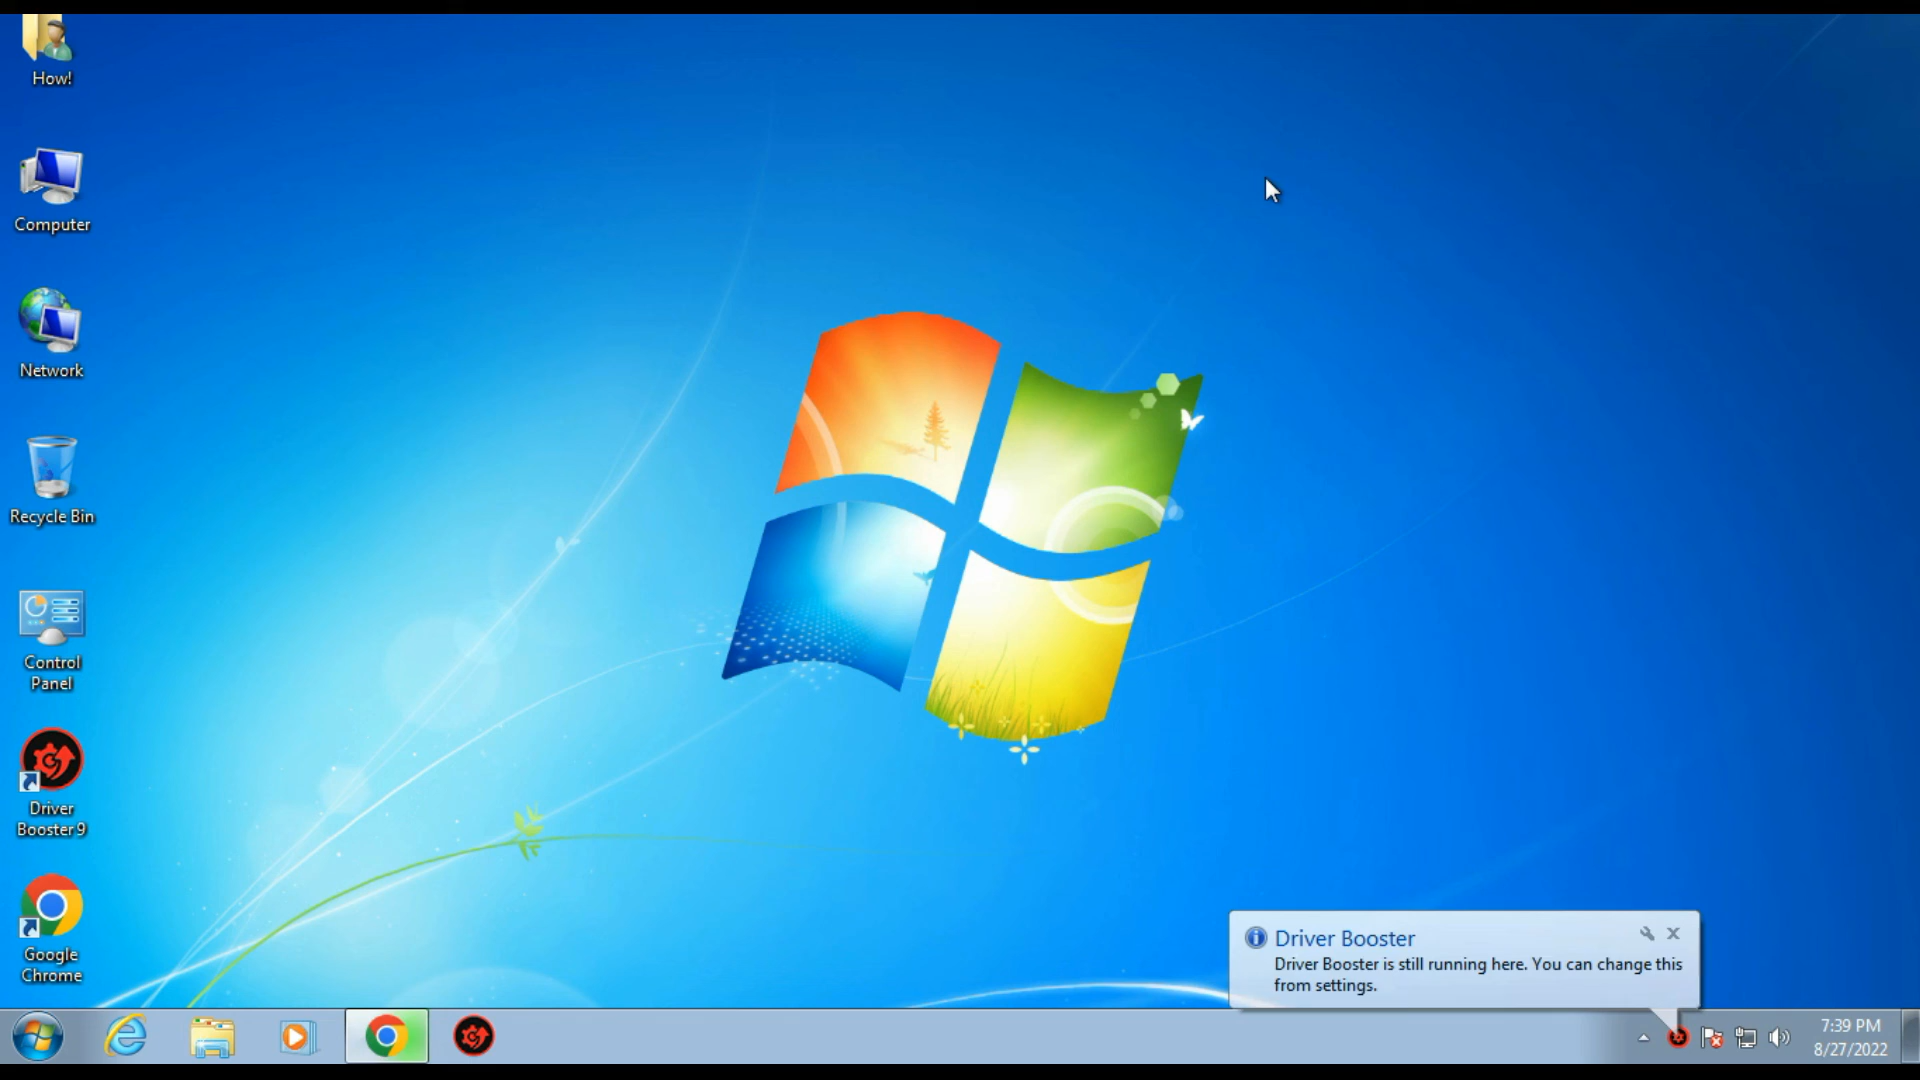 How!
Computer
Network
Recycle Bin
Control
Panel
Driver
Booster 9
Google
Chrome
Driver Booster
Driver Booster is still running here. You can change this
from settings.
7:39 PM
8/27/2022